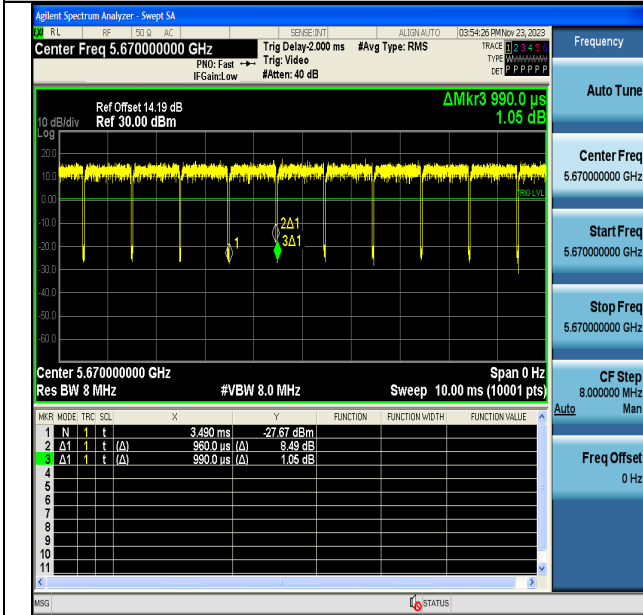 Agilent Spectrum Analyzer - Swept SA
RL RF 50 Ω AC SENSE:INT ALIGN AUTO 03:54:26 PM Nov 23, 2023
Center Freq 5.670000000 GHz
PNO: Fast
IFGain:Low
Trig Delay-2.000 ms
Trig: Video
#Atten: 40 dB
#Avg Type: RMS
TRACE 1 2 3 4 5 6
TYPE
DET P P P P P P
Ref Offset 14.19 dB
Ref 30.00 dBm
10 dB/div
Log
ΔMkr3 990.0 µs
1.05 dB
20.0
10.0
0.00
-10.0
-20.0
-30.0
-40.0
-50.0
-60.0
TRIG LVL
1
2Δ1
3Δ1
Center 5.670000000 GHz Span 0 Hz
Res BW 8 MHz #VBW 8.0 MHz Sweep 10.00 ms (10001 pts)
MKR MODE TRC SCL X Y FUNCTION FUNCTION WIDTH FUNCTION VALUE
1 N 1 t 3.490 ms -27.67 dBm
2 Δ1 1 t (Δ) 960.0 µs (Δ) 8.49 dB
3 Δ1 1 t (Δ) 990.0 µs (Δ) 1.05 dB
4
5
6
7
8
9
10
11
MSG STATUS
Frequency
Auto Tune
Center Freq
5.670000000 GHz
Start Freq
5.670000000 GHz
Stop Freq
5.670000000 GHz
CF Step
8.000000 MHz
Auto Man
Freq Offset
0 Hz